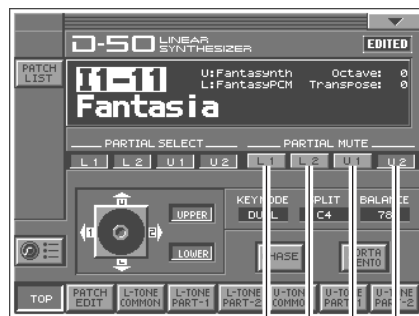 D-50 LINEAR SYNTHESIZER EDITED
PATCH LIST
I1-11 U:Fantasynth Octave: 0
L:FantasyPCM Transpose: 0
Fantasia
PARTIAL SELECT PARTIAL MUTE
L 1 L 2 U 1 U 2 L 1 L 2 U 1 U 2
U
1 2
L
UPPER
LOWER
KEY MODE SPLIT BALANCE
DUAL C4 78
CHASE PORTA MENTO
TOP PATCH EDIT L-TONE COMMON L-TONE PART-1 L-TONE PART-2 U-TONE COMMON U-TONE PART-1 U-TONE PART-2